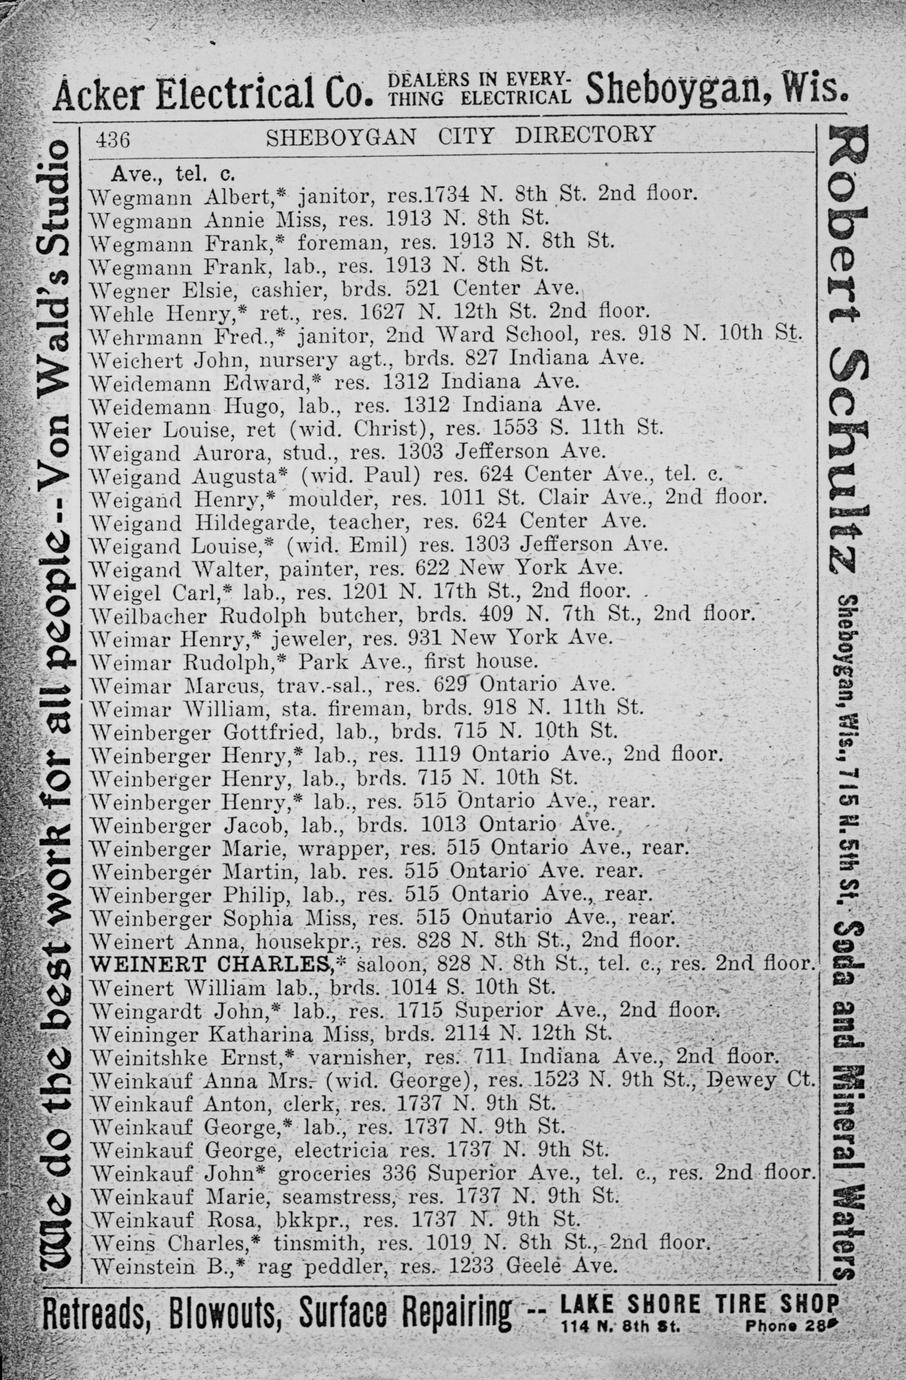 Acker Electrical Co. DEALERS IN EVERY-THING ELECTRICAL Sheboygan, Wis.
We do the best work for all people -- Von Wald's Studio
436 SHEBOYGAN CITY DIRECTORY
Ave., tel. c.
Wegmann Albert,* janitor, res.1734 N. 8th St. 2nd floor.
Wegmann Annie Miss, res. 1913 N. 8th St.
Wegmann Frank,* foreman, res. 1913 N. 8th St.
Wegmann Frank, lab., res. 1913 N. 8th St.
Wegner Elsie, cashier, brds. 521 Center Ave.
Wehle Henry,* ret., res. 1627 N. 12th St. 2nd floor.
Wehrmann Fred.,* janitor, 2nd Ward School, res. 918 N. 10th St.
Weichert John, nursery agt., brds. 827 Indiana Ave.
Weidemann Edward,* res. 1312 Indiana Ave.
Weidemann Hugo, lab., res. 1312 Indiana Ave.
Weier Louise, ret (wid. Christ), res. 1553 S. 11th St.
Weigand Aurora, stud., res. 1303 Jefferson Ave.
Weigand Augusta* (wid. Paul) res. 624 Center Ave., tel. c.
Weigand Henry,* moulder, res. 1011 St. Clair Ave., 2nd floor.
Weigand Hildegarde, teacher, res. 624 Center Ave.
Weigand Louise,* (wid. Emil) res. 1303 Jefferson Ave.
Weigand Walter, painter, res. 622 New York Ave.
Weigel Carl,* lab., res. 1201 N. 17th St., 2nd floor.
Weilbacher Rudolph butcher, brds. 409 N. 7th St., 2nd floor.
Weimar Henry,* jeweler, res. 931 New York Ave.
Weimar Rudolph,* Park Ave., first house.
Weimar Marcus, trav.-sal., res. 629 Ontario Ave.
Weimar William, sta. fireman, brds. 918 N. 11th St.
Weinberger Gottfried, lab., brds. 715 N. 10th St.
Weinberger Henry,* lab., res. 1119 Ontario Ave., 2nd floor.
Weinberger Henry, lab., brds. 715 N. 10th St.
Weinberger Henry,* lab., res. 515 Ontario Ave., rear.
Weinberger Jacob, lab., brds. 1013 Ontario Ave.
Weinberger Marie, wrapper, res. 515 Ontario Ave., rear.
Weinberger Martin, lab. res. 515 Ontario Ave. rear.
Weinberger Philip, lab., res. 515 Ontario Ave., rear.
Weinberger Sophia Miss, res. 515 Onutario Ave., rear.
Weinert Anna, housekpr., res. 828 N. 8th St., 2nd floor.
WEINERT CHARLES,* saloon, 828 N. 8th St., tel. c., res. 2nd floor.
Weinert William lab., brds. 1014 S. 10th St.
Weingardt John,* lab., res. 1715 Superior Ave., 2nd floor.
Weininger Katharina Miss, brds. 2114 N. 12th St.
Weinitshke Ernst,* varnisher, res. 711 Indiana Ave., 2nd floor.
Weinkauf Anna Mrs. (wid. George), res. 1523 N. 9th St., Dewey Ct.
Weinkauf Anton, clerk, res. 1737 N. 9th St.
Weinkauf George,* lab., res. 1737 N. 9th St.
Weinkauf George, electricia res. 1737 N. 9th St.
Weinkauf John* groceries 336 Superior Ave., tel. c., res. 2nd floor.
Weinkauf Marie, seamstress, res. 1737 N. 9th St.
Weinkauf Rosa, bkkpr., res. 1737 N. 9th St.
Weins Charles,* tinsmith, res. 1019 N. 8th St., 2nd floor.
Weinstein B.,* rag peddler, res. 1233 Geele Ave.
Robert Schultz Sheboygan, Wis., 715 N. 5th St. Soda and Mineral Waters
Retreads, Blowouts, Surface Repairing -- LAKE SHORE TIRE SHOP
114 N. 8th St. Phone